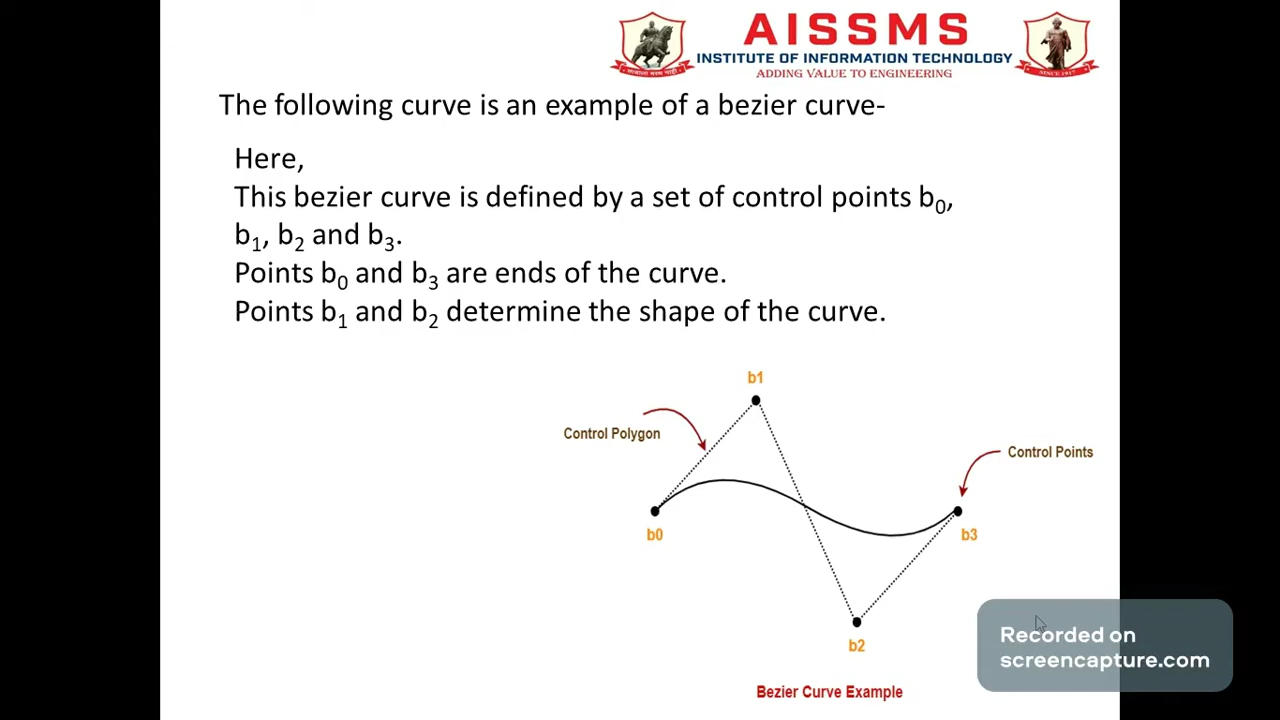 AISSMS
INSTITUTE OF INFORMATION TECHNOLOGY
ADDING VALUE TO ENGINEERING
SINCE 1917
The following curve is an example of a bezier curve-
Here,
This bezier curve is defined by a set of control points b0,
b1, b2 and b3.
Points b0 and b3 are ends of the curve.
Points b1 and b2 determine the shape of the curve.
b1
Control Polygon
Control Points
b0
b3
b2
Recorded on
screencapture.com
Bezier Curve Example